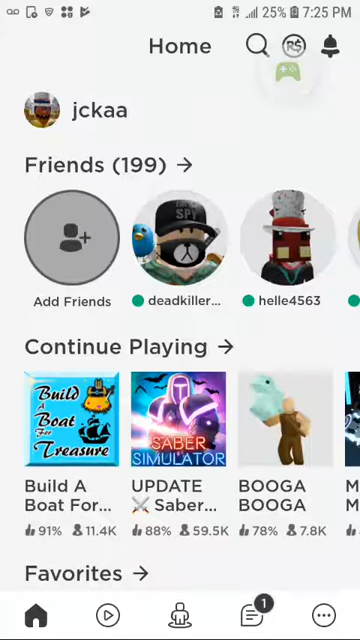 25% 7:25 PM
Home
R$
jckaa
Friends (199) →
Add Friends
deadkiller...
helle4563
Continue Playing →
Build
A
Boat
For
Treasure
SPY
SABER
SIMULATOR
Build A
Boat For...
UPDATE
⚔️ Saber...
BOOGA
BOOGA
M
M
91% 11.4K
88% 59.5K
78% 7.8K
Favorites →
1